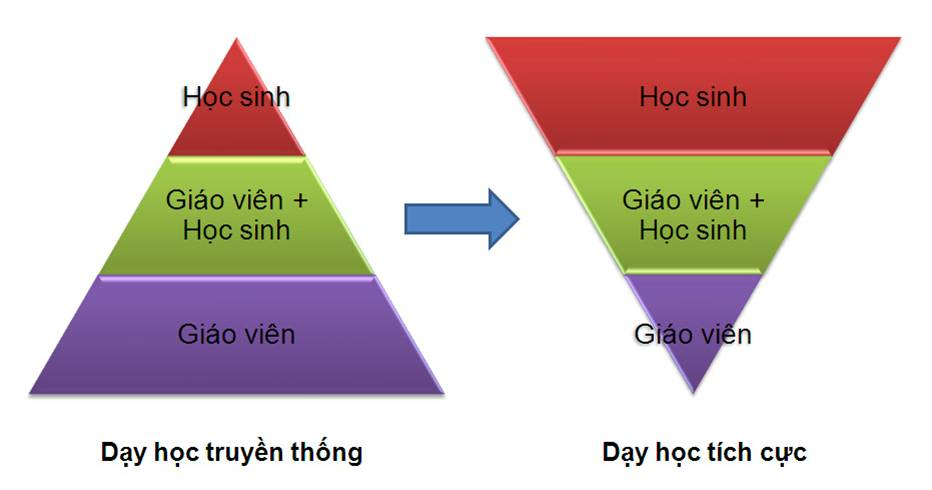 Học sinh
Giáo viên +
Học sinh
Giáo viên
Dạy học truyền thống
Học sinh
Giáo viên +
Học sinh
Giáo viên
Dạy học tích cực